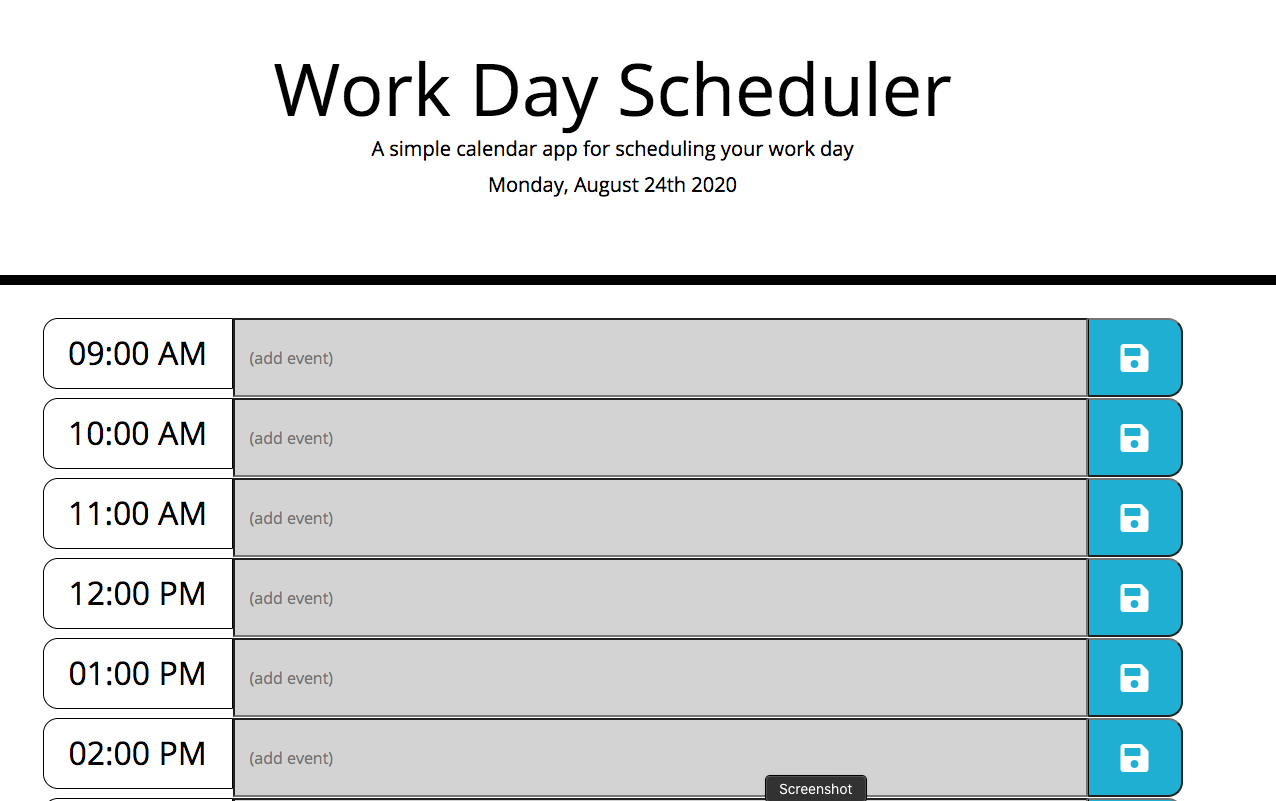 Work Day Scheduler
A simple calendar app for scheduling your work day
Monday, August 24th 2020
09:00 AM (add event)
10:00 AM (add event)
11:00 AM (add event)
12:00 PM (add event)
01:00 PM (add event)
02:00 PM (add event)
Screenshot